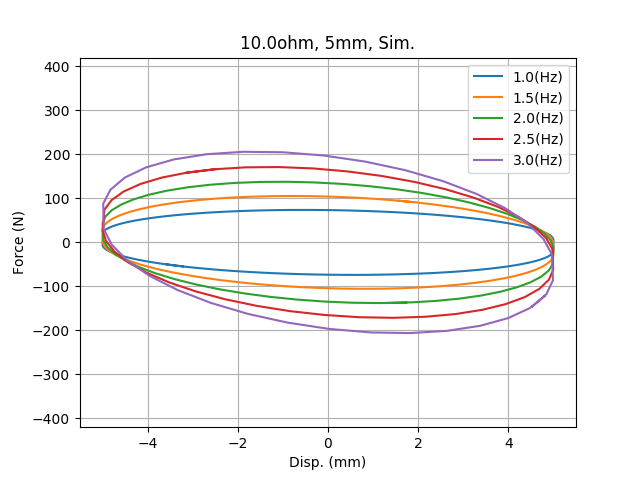 10.0ohm, 5mm, Sim.
400
300
200
100
0
−100
−200
−300
−400
Force (N)
1.0(Hz)
1.5(Hz)
2.0(Hz)
2.5(Hz)
3.0(Hz)
−4
−2
0
2
4
Disp. (mm)